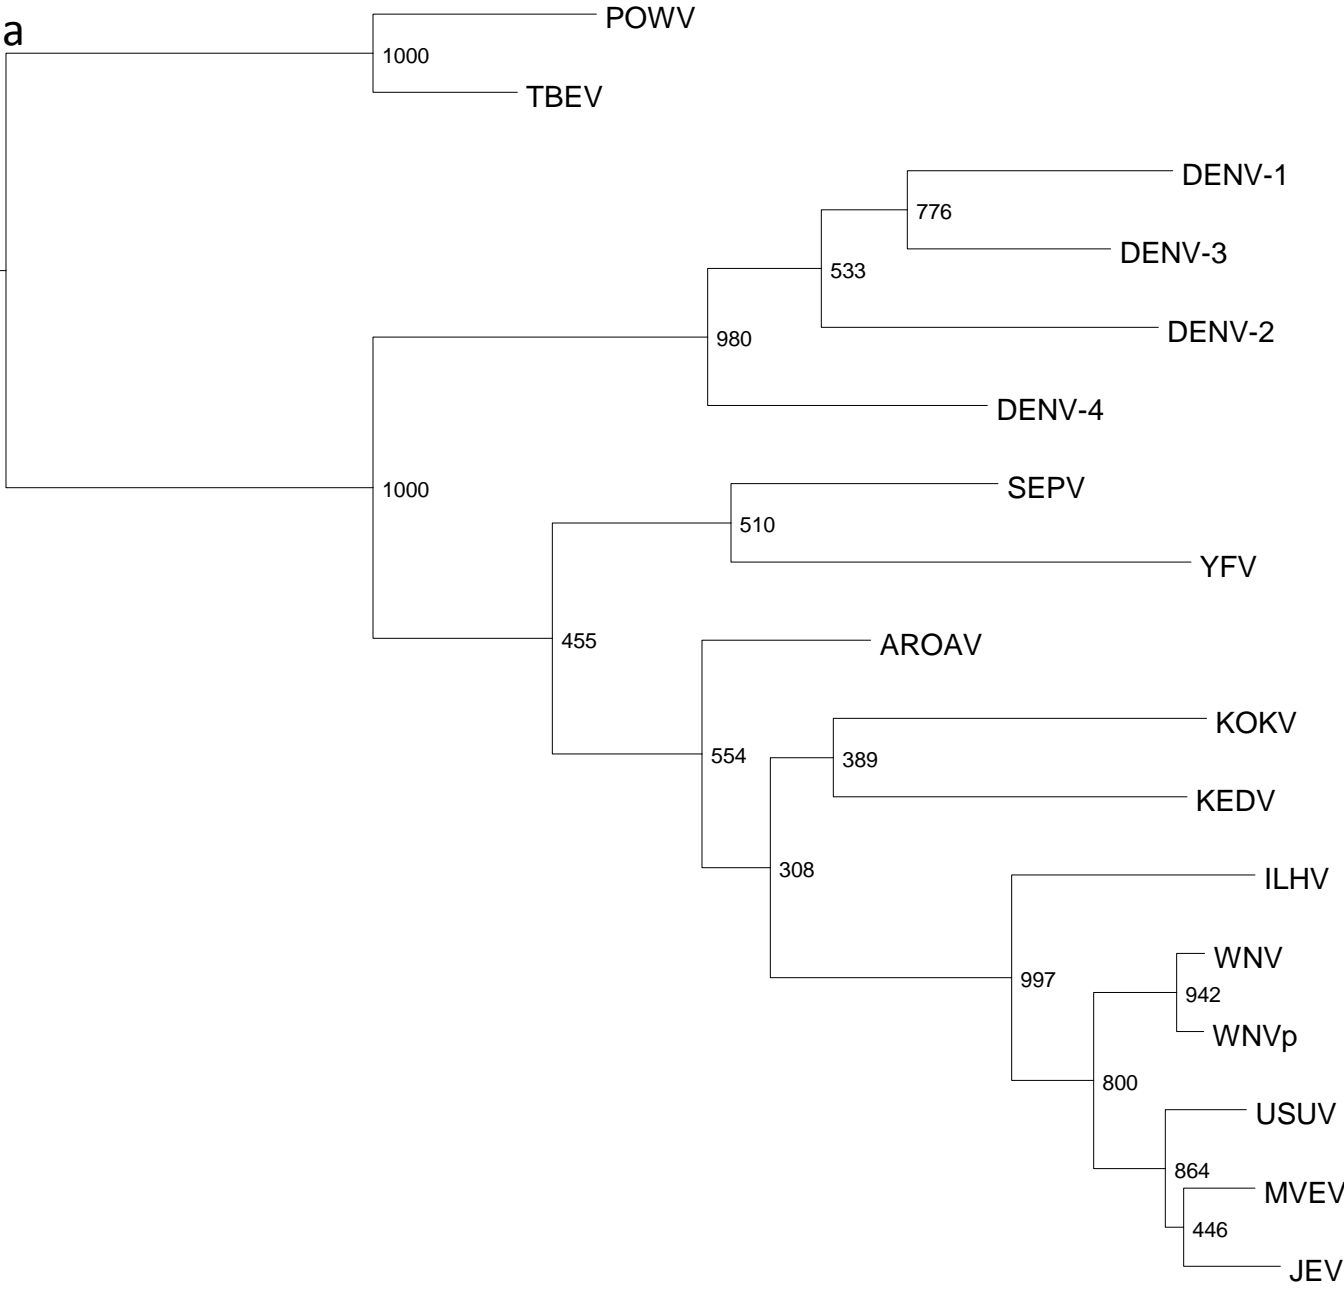 a
POWV
1000
TBEV
DENV-1
776
DENV-3
533
DENV-2
980
DENV-4
SEPV
1000
510
YFV
455
AROAV
KOKV
554
389
KEDV
308
ILHV
WNV
997
942
WNVp
800
USUV
864
MVEV
446
JEV